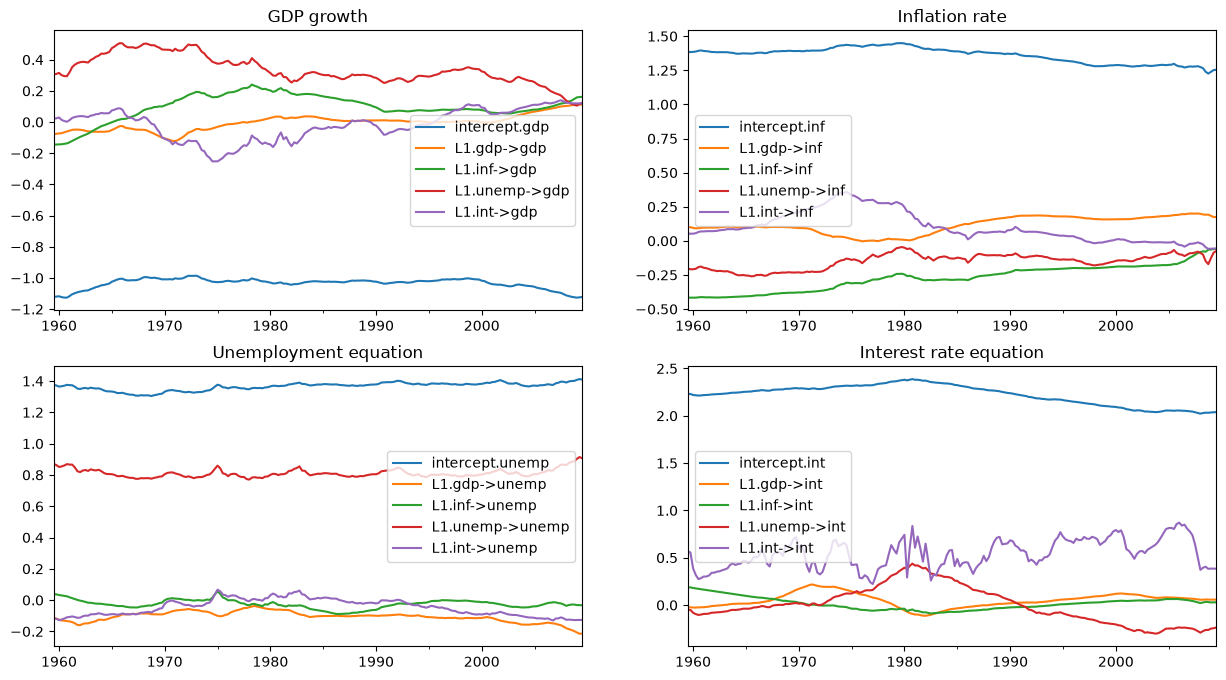 GDP growth
0.4
0.2
0.0
−0.2
−0.4
−0.6
−0.8
−1.0
−1.2
intercept.gdp
L1.gdp->gdp
L1.inf->gdp
L1.unemp->gdp
L1.int->gdp
1960 1970 1980 1990 2000
Inflation rate
1.50
1.25
1.00
0.75
0.50
0.25
0.00
−0.25
−0.50
intercept.inf
L1.gdp->inf
L1.inf->inf
L1.unemp->inf
L1.int->inf
1960 1970 1980 1990 2000
Unemployment equation
1.4
1.2
1.0
0.8
0.6
0.4
0.2
0.0
−0.2
intercept.unemp
L1.gdp->unemp
L1.inf->unemp
L1.unemp->unemp
L1.int->unemp
1960 1970 1980 1990 2000
Interest rate equation
2.5
2.0
1.5
1.0
0.5
0.0
intercept.int
L1.gdp->int
L1.inf->int
L1.unemp->int
L1.int->int
1960 1970 1980 1990 2000